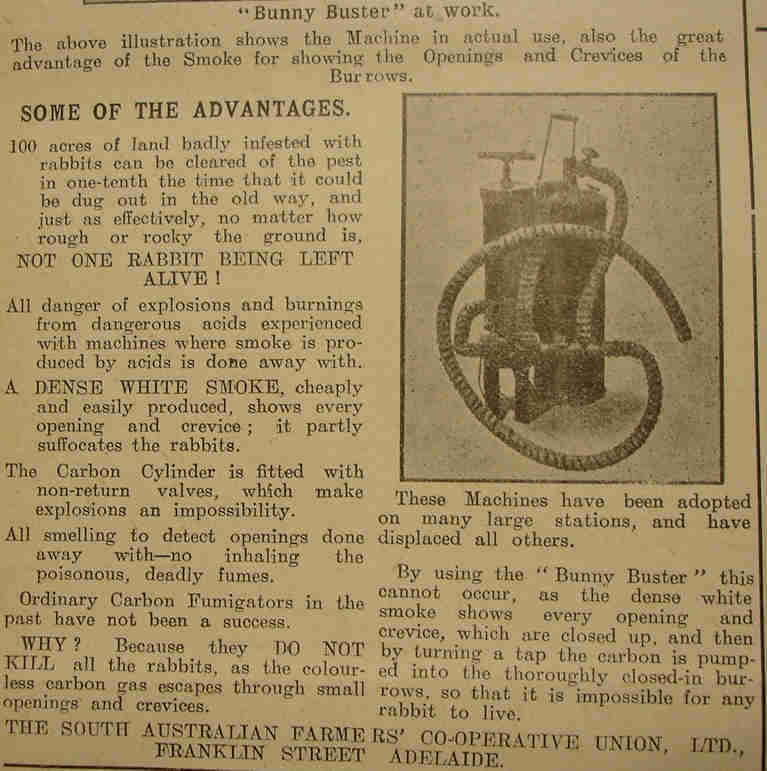 "Bunny Buster" at work.
The above illustration shows the Machine in actual use, also the great
advantage of the Smoke for showing the Openings and Crevices of the
Burrows.
SOME OF THE ADVANTAGES.
100 acres of land badly infested with
rabbits can be cleared of the pest
in one-tenth the time that it could
be dug out in the old way, and
just as effectively, no matter how
rough or rocky the ground is,
NOT ONE RABBIT BEING LEFT
ALIVE!
All danger of explosions and burnings
from dangerous acids experienced
with machines where smoke is pro-
duced by acids is done away with.
A DENSE WHITE SMOKE, cheaply
and easily produced, shows every
opening and crevice; it partly
suffocates the rabbits.
The Carbon Cylinder is fitted with
non-return valves, which make
explosions an impossibility.
All smelling to detect openings done
away with—no inhaling the
poisonous, deadly fumes.
Ordinary Carbon Fumigators in the
past have not been a success.
WHY? Because they DO NOT
KILL all the rabbits, as the colour-
less carbon gas escapes through small
openings and crevices.
These Machines have been adopted
on many large stations, and have
displaced all others.
By using the "Bunny Buster" this
cannot occur, as the dense white
smoke shows every opening and
crevice, which are closed up, and then
by turning a tap the carbon is pump-
ed into the thoroughly closed-in bur-
rows, so that it is impossible for any
rabbit to live.
THE SOUTH AUSTRALIAN FARMERS' CO-OPERATIVE UNION, LTD.,
FRANKLIN STREET ADELAIDE.